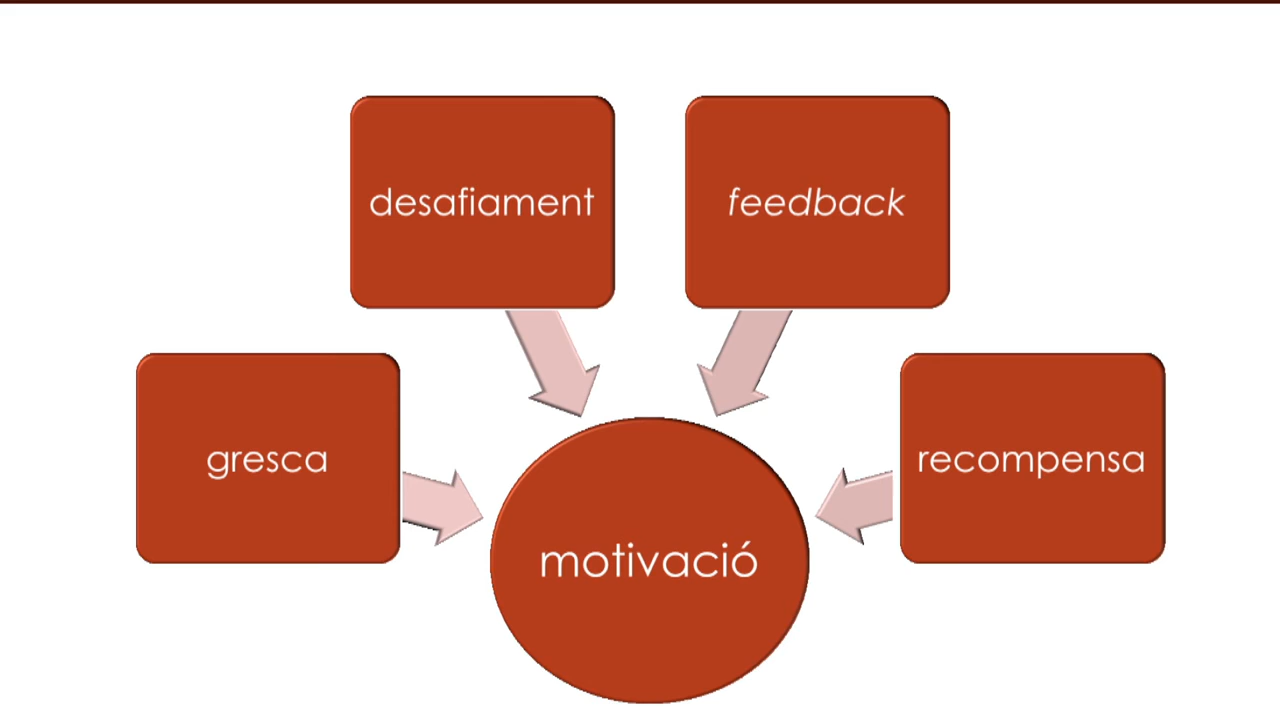 desafiament
feedback
gresca
recompensa
motivació